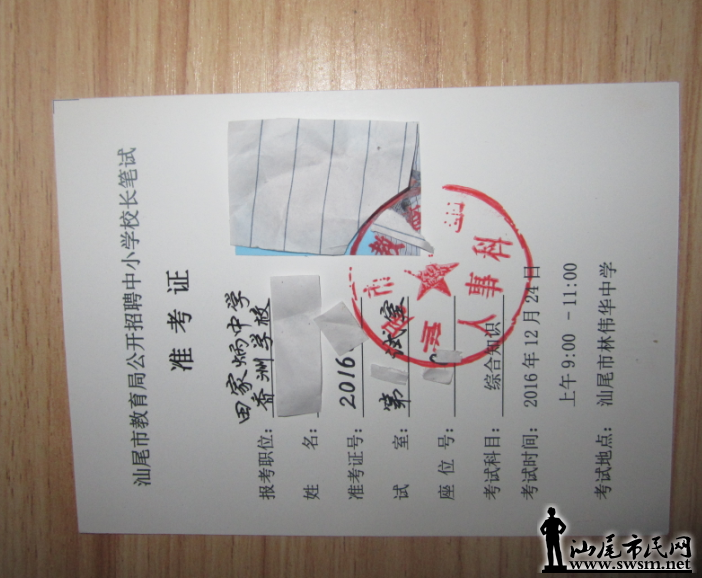 汕尾市教育局公开招聘中小学校长笔试
准考证
报考职位：田家炳中学
香洲学校
姓 名：
准考证号：2016
试 室：第 试室
座 位 号：
考试科目：综合知识
考试时间：2016年12月24日
上午9:00 -11:00
考试地点：汕尾市林伟华中学
人事科
汕尾市民网
www.swsm.net